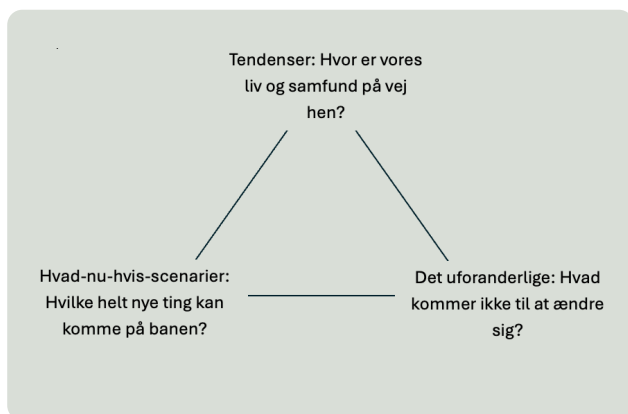 Tendenser: Hvor er vores
liv og samfund på vej
hen?
Hvad-nu-hvis-scenarier:
Hvilke helt nye ting kan
komme på banen?
Det uforanderlige: Hvad
kommer ikke til at ændre
sig?